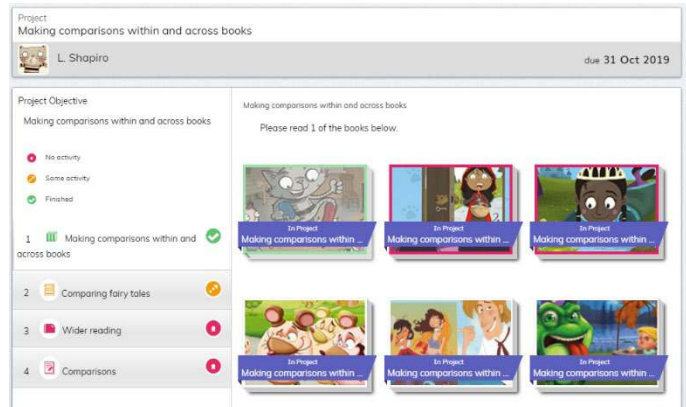 Project
Making comparisons within and across books
L. Shapiro
due 31 Oct 2019
Project Objective
Making comparisons within and across books
No activity
Some activity
Finished
1 Making comparisons within and
across books
2 Comparing fairy tales
3 Wider reading
4 Comparisons
Making comparisons within and across books
Please read 1 of the books below.
In Project
Making comparisons within ...
In Project
Making comparisons within ...
In Project
Making comparisons within ...
In Project
Making comparisons within ...
In Project
Making comparisons within ...
In Project
Making comparisons within ...